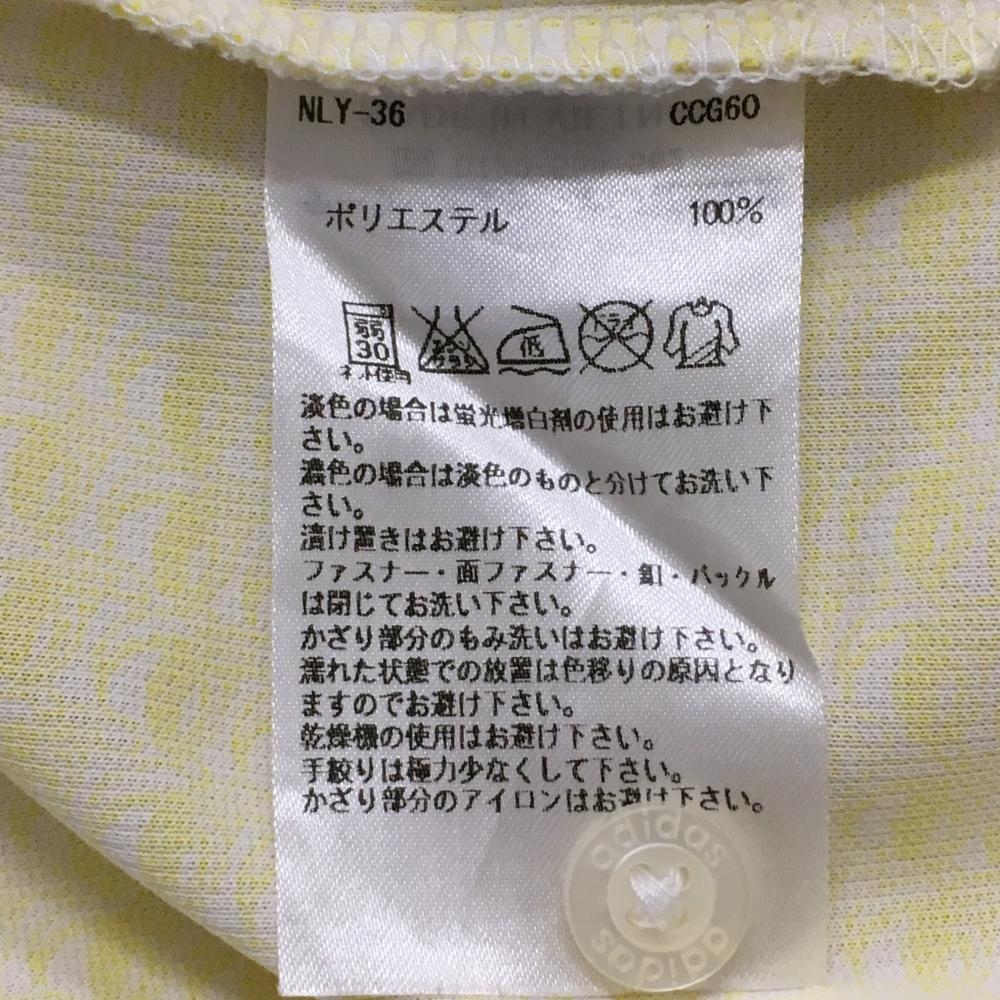 NLY-36 CCG60
ポリエステル 100%
弱
30
ネット使用
エンソ
サラシ
低
ドライ
淡色の場合は蛍光増白剤の使用はお避け下
さい。
濃色の場合は淡色のものと分けてお洗い下
さい。
漬け置きはお避け下さい。
ファスナー・面ファスナー・釦・バックル
は閉じてお洗い下さい。
かざり部分のもみ洗いはお避け下さい。
濡れた状態での放置は色移りの原因となり
ますのでお避け下さい。
乾燥機の使用はお避け下さい。
手絞りは極力少なくして下さい。
かざり部分のアイロンはお避け下さい。
adidas
adidas